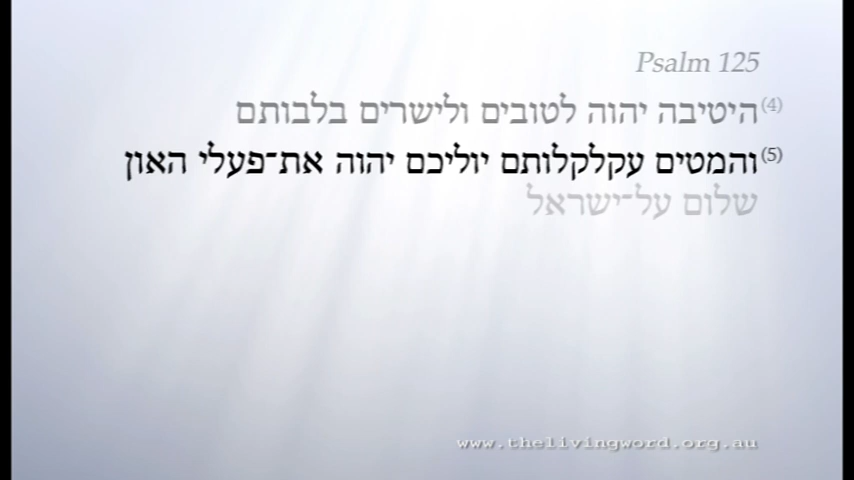 Psalm 125
(4) היטיבה יהוה לטובים ולישרים בלבותם
(5) והמטים עקלקלותם יוליכם יהוה את־פעלי האון
שלום על־ישראל
www.thelivingword.org.au